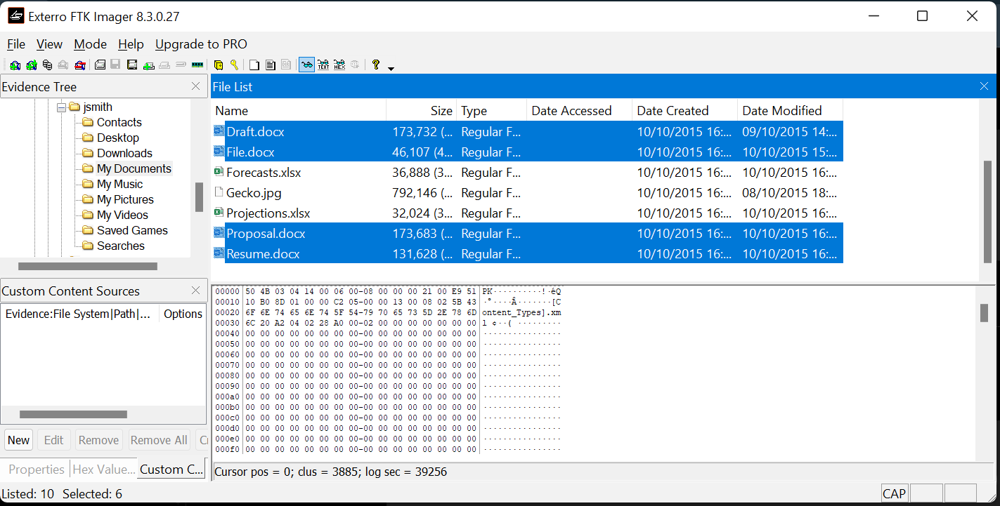 Exterro FTK Imager 8.3.0.27
File View Mode Help Upgrade to PRO
Evidence Tree
jsmith
Contacts
Desktop
Downloads
My Documents
My Music
My Pictures
My Videos
Saved Games
Searches
Custom Content Sources
Evidence:File System|Path|... Options
New Edit Remove Remove All Cr
Properties Hex Value... Custom C...
File List
Name Size Type Date Accessed Date Created Date Modified
Draft.docx 173,732 (... Regular F... 10/10/2015 16:... 09/10/2015 14:...
File.docx 46,107 (4... Regular F... 10/10/2015 16:... 10/10/2015 15:...
Forecasts.xlsx 36,888 (3... Regular F... 10/10/2015 16:... 10/10/2015 16:...
Gecko.jpg 792,146 (... Regular F... 10/10/2015 16:... 08/10/2015 18:...
Projections.xlsx 32,024 (3... Regular F... 10/10/2015 16:... 10/10/2015 16:...
Proposal.docx 173,683 (... Regular F... 10/10/2015 16:... 10/10/2015 16:...
Resume.docx 131,628 (... Regular F... 10/10/2015 16:... 10/10/2015 16:...
00000 50 4B 03 04 14 00 06 00-08 00 00 00 21 00 E9 51 PK··········!·éQ
00010 10 B0 8D 01 00 00 C2 05-00 00 13 00 08 02 5B 43 ·°····Â·······[C
00020 6F 6E 74 65 6E 74 5F 54-79 70 65 73 5D 2E 78 6D ontent_Types].xm
00030 6C 20 A2 04 02 28 A0 00-02 00 00 00 00 00 00 00 l ¢··( ·········
00040 00 00 00 00 00 00 00 00-00 00 00 00 00 00 00 00 ················
00050 00 00 00 00 00 00 00 00-00 00 00 00 00 00 00 00 ················
00060 00 00 00 00 00 00 00 00-00 00 00 00 00 00 00 00 ················
00070 00 00 00 00 00 00 00 00-00 00 00 00 00 00 00 00 ················
00080 00 00 00 00 00 00 00 00-00 00 00 00 00 00 00 00 ················
00090 00 00 00 00 00 00 00 00-00 00 00 00 00 00 00 00 ················
000a0 00 00 00 00 00 00 00 00-00 00 00 00 00 00 00 00 ················
000b0 00 00 00 00 00 00 00 00-00 00 00 00 00 00 00 00 ················
000c0 00 00 00 00 00 00 00 00-00 00 00 00 00 00 00 00 ················
000d0 00 00 00 00 00 00 00 00-00 00 00 00 00 00 00 00 ················
000e0 00 00 00 00 00 00 00 00-00 00 00 00 00 00 00 00 ················
000f0 00 00 00 00 00 00 00 00-00 00 00 00 00 00 00 00 ················
Cursor pos = 0; clus = 3885; log sec = 39256
Listed: 10 Selected: 6 CAP